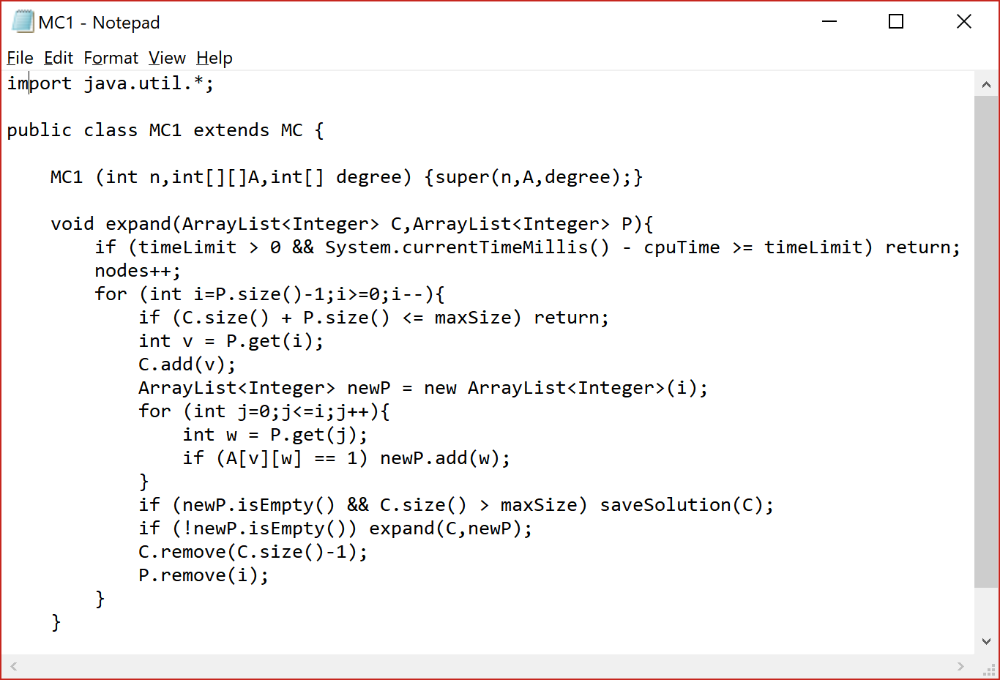 MC1 - Notepad
File Edit Format View Help
import java.util.*;
public class MC1 extends MC {
    MC1 (int n,int[][]A,int[] degree) {super(n,A,degree);}
    void expand(ArrayList<Integer> C,ArrayList<Integer> P){
        if (timeLimit > 0 && System.currentTimeMillis() - cpuTime >= timeLimit) return;
        nodes++;
        for (int i=P.size()-1;i>=0;i--){
            if (C.size() + P.size() <= maxSize) return;
            int v = P.get(i);
            C.add(v);
            ArrayList<Integer> newP = new ArrayList<Integer>(i);
            for (int j=0;j<=i;j++){
                int w = P.get(j);
                if (A[v][w] == 1) newP.add(w);
            }
            if (newP.isEmpty() && C.size() > maxSize) saveSolution(C);
            if (!newP.isEmpty()) expand(C,newP);
            C.remove(C.size()-1);
            P.remove(i);
        }
    }